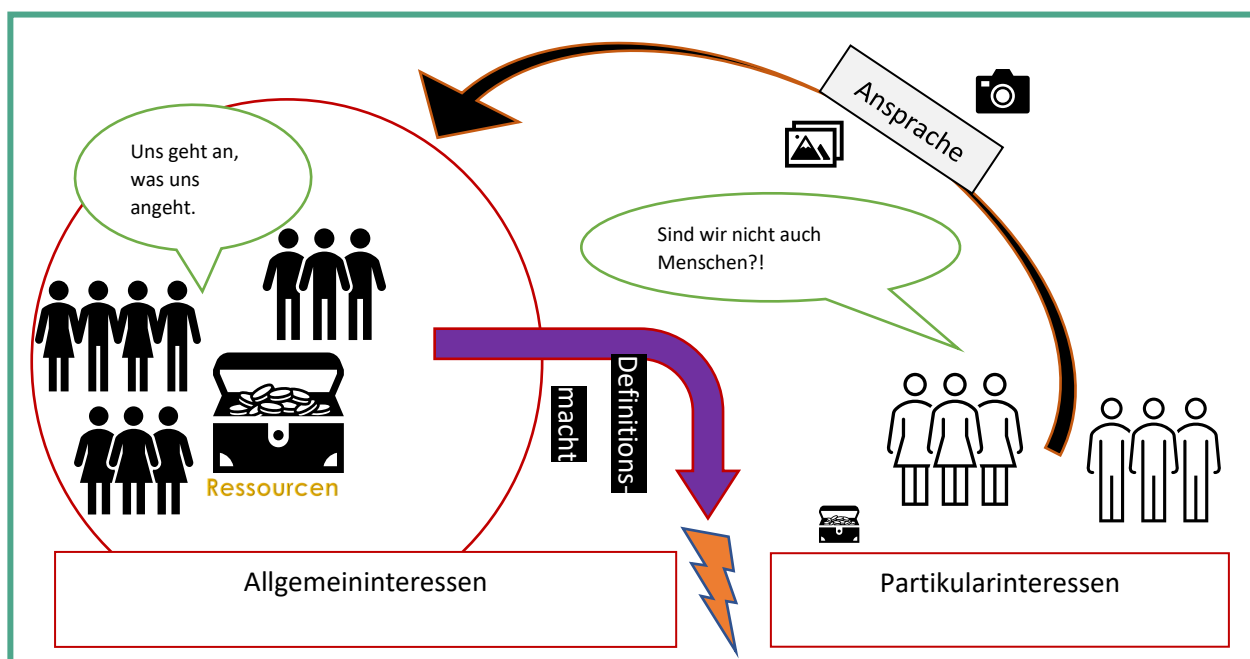 Ansprache
Uns geht an,
was uns
angeht.
Sind wir nicht auch
Menschen?!
Definitions-
macht
Ressourcen
Allgemeininteressen
Partikularinteressen